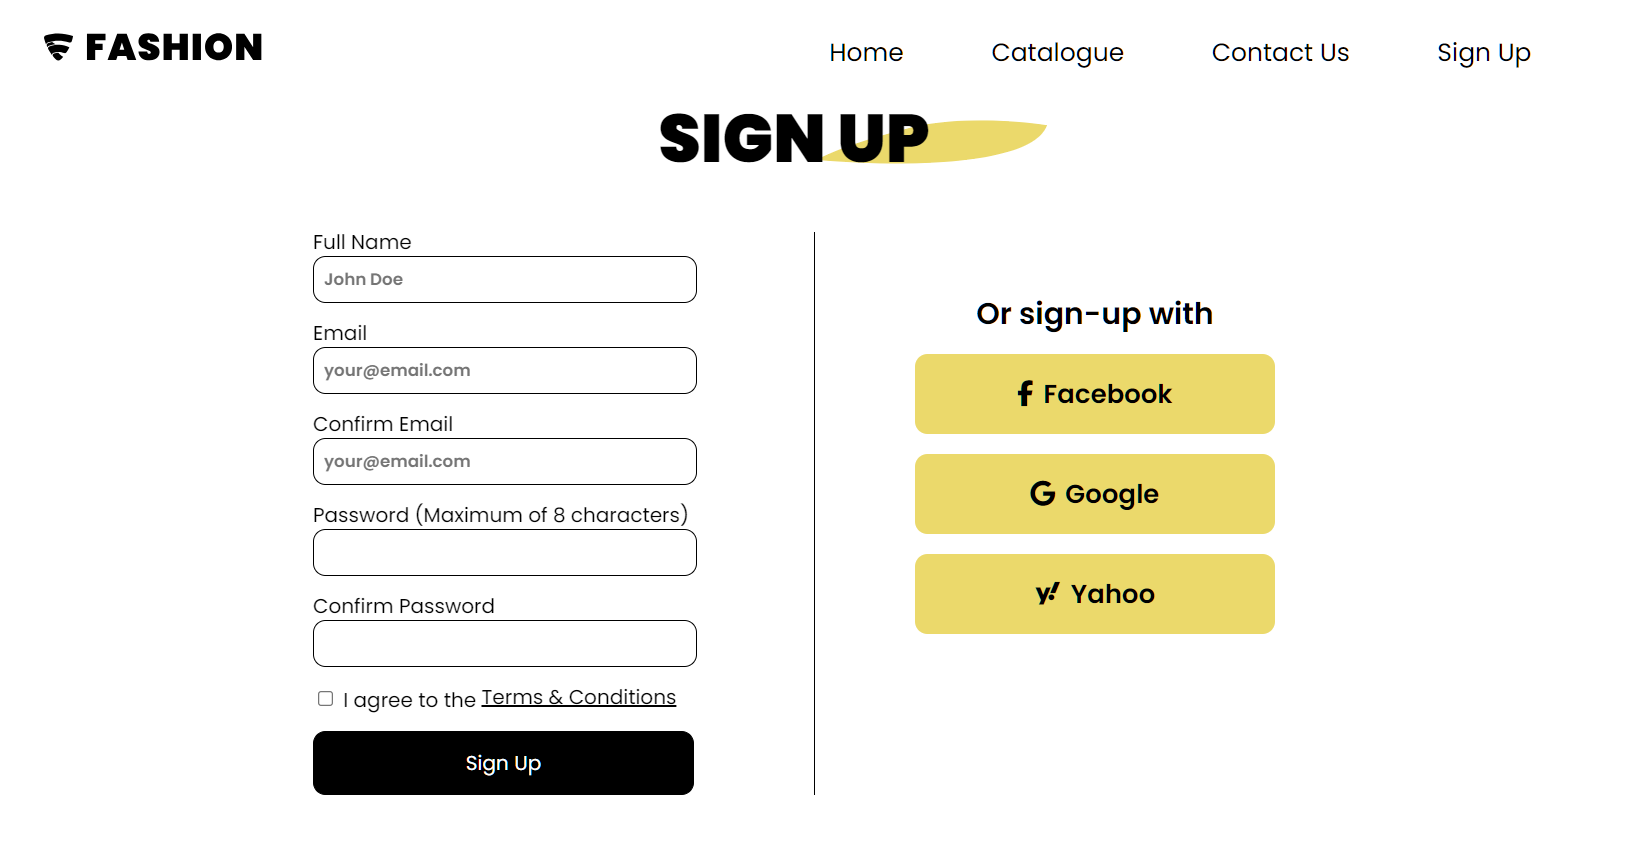 FASHION
Home Catalogue Contact Us Sign Up
SIGN UP
Full Name
John Doe
Email
your@email.com
Confirm Email
your@email.com
Password (Maximum of 8 characters)
Confirm Password
I agree to the Terms & Conditions
Sign Up
Or sign-up with
Facebook
Google
Yahoo